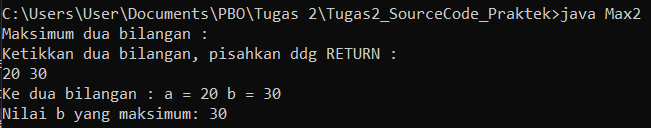 C:\Users\User\Documents\PBO\Tugas 2\Tugas2_SourceCode_Praktek>java Max2
Maksimum dua bilangan :
Ketikkan dua bilangan, pisahkan ddg RETURN :
20 30
Ke dua bilangan : a = 20 b = 30
Nilai b yang maksimum: 30